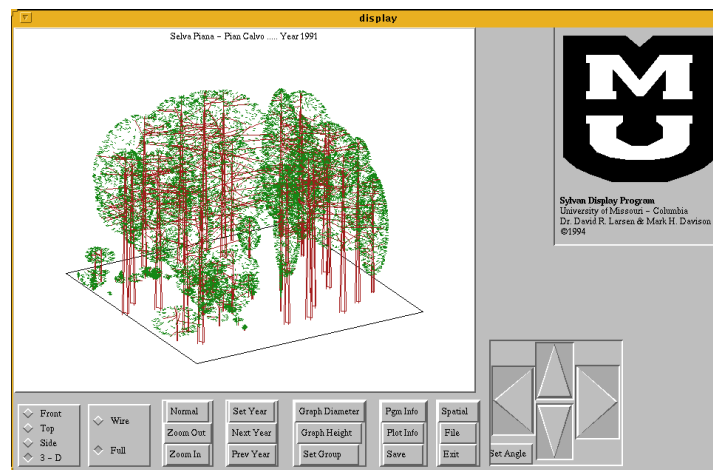 display
Selva Piana - Pian Calvo ..... Year 1991
MU
Sylvan Display Program
University of Missouri - Columbia
Dr. David R. Larsen & Mark H. Davison
©1994
Front
Top
Side
3 - D
Wire
Full
Normal
Zoom Out
Zoom In
Set Year
Next Year
Prev Year
Graph Diameter
Graph Height
Set Group
Pgm Info
Plot Info
Save
Spatial
File
Exit
Set Angle